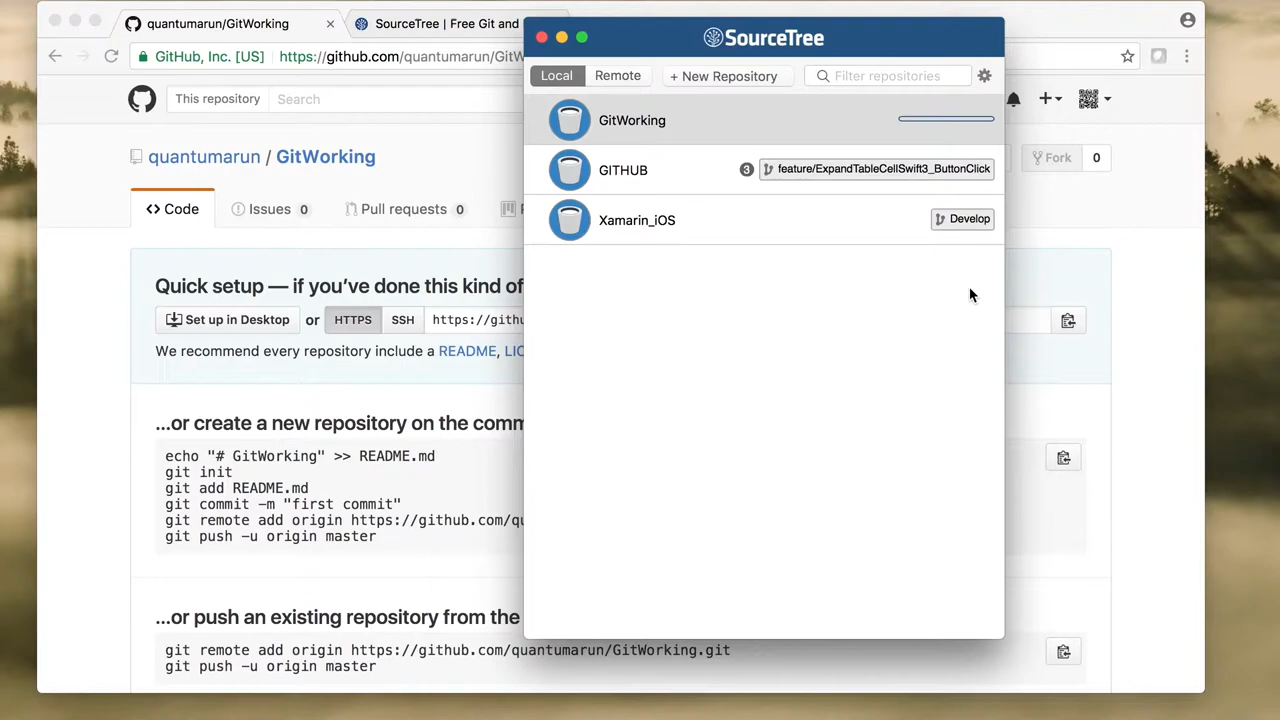 quantumarun/GitWorking
SourceTree | Free Git and
GitHub, Inc. [US] https://github.com/quantumarun/GitW
This repository Search
quantumarun / GitWorking
Fork 0
Code Issues 0 Pull requests 0
Quick setup — if you've done this kind of
Set up in Desktop or HTTPS SSH https://githu
We recommend every repository include a README, LIC
...or create a new repository on the comm
echo "# GitWorking" >> README.md
git init
git add README.md
git commit -m "first commit"
git remote add origin https://github.com/qu
git push -u origin master
...or push an existing repository from the
git remote add origin https://github.com/quantumarun/GitWorking.git
git push -u origin master
SourceTree
Local Remote + New Repository Filter repositories
GitWorking
GITHUB 3 feature/ExpandTableCellSwift3_ButtonClick
Xamarin_iOS Develop